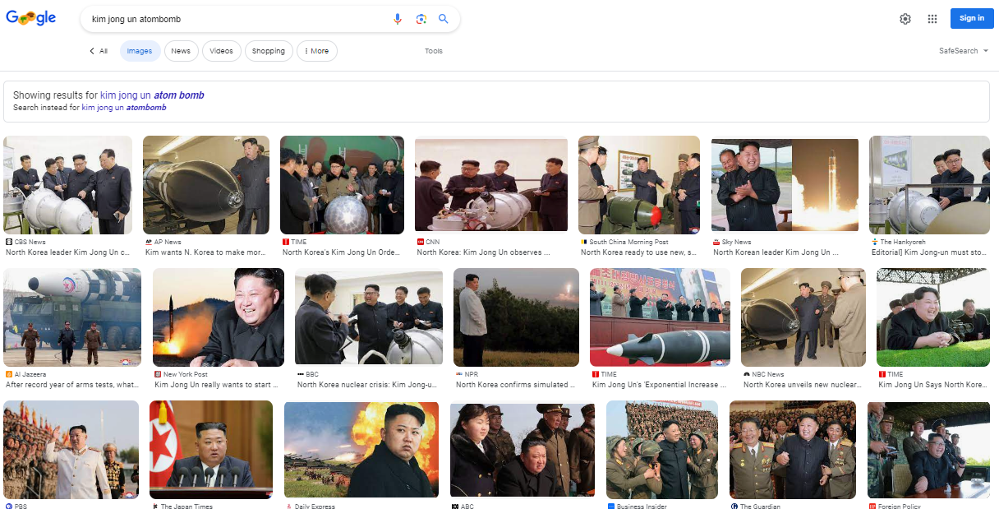 Google
kim jong un atombomb
Sign in
All
Images
News
Videos
Shopping
More
Tools
SafeSearch
Showing results for kim jong un atom bomb
Search instead for kim jong un atombomb
CBS News
North Korea leader Kim Jong Un c...
AP News
Kim wants N. Korea to make mor...
TIME
North Korea's Kim Jong Un Orde...
CNN
North Korea: Kim Jong Un observes ...
South China Morning Post
North Korea ready to use new, s...
Sky News
North Korean leader Kim Jong Un ...
The Hankyoreh
Editorial] Kim Jong-un must sto...
Al Jazeera
After record year of arms tests, what...
New York Post
Kim Jong Un really wants to start ...
BBC
North Korea nuclear crisis: Kim Jong-u...
NPR
North Korea confirms simulated ...
TIME
Kim Jong Un's 'Exponential Increase ...
NBC News
North Korea unveils new nuclear...
TIME
Kim Jong Un Says North Kore...
PBS
The Japan Times
Daily Express
ABC
Business Insider
The Guardian
Foreign Policy